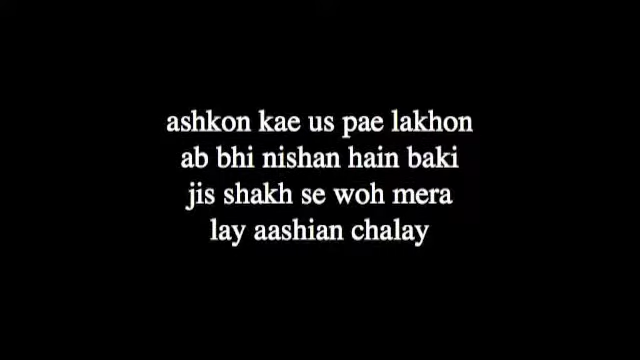 ashkon kae us pae lakhon
ab bhi nishan hain baki
jis shakh se woh mera
lay aashian chalay